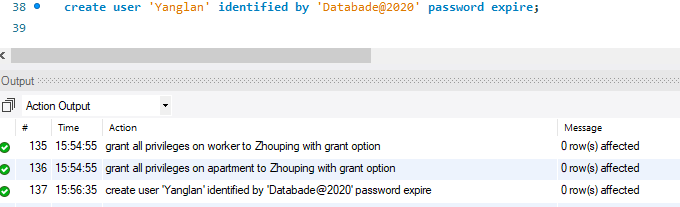 38 create user 'Yanglan' identified by 'Databade@2020' password expire;
39
Output
Action Output
# Time Action Message
135 15:54:55 grant all privileges on worker to Zhouping with grant option 0 row(s) affected
136 15:54:55 grant all privileges on apartment to Zhouping with grant option 0 row(s) affected
137 15:56:35 create user 'Yanglan' identified by 'Databade@2020' password expire 0 row(s) affected